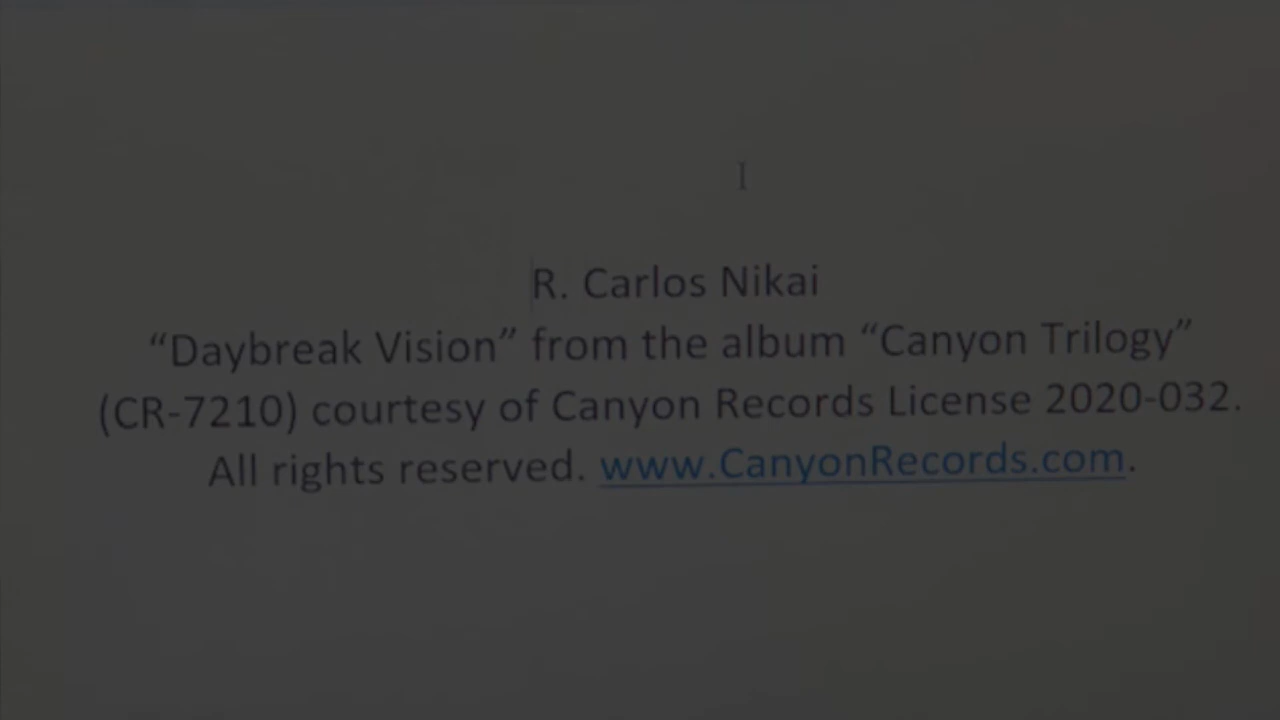 R. Carlos Nikai
“Daybreak Vision” from the album “Canyon Trilogy”
(CR-7210) courtesy of Canyon Records License 2020-032.
All rights reserved. www.CanyonRecords.com.